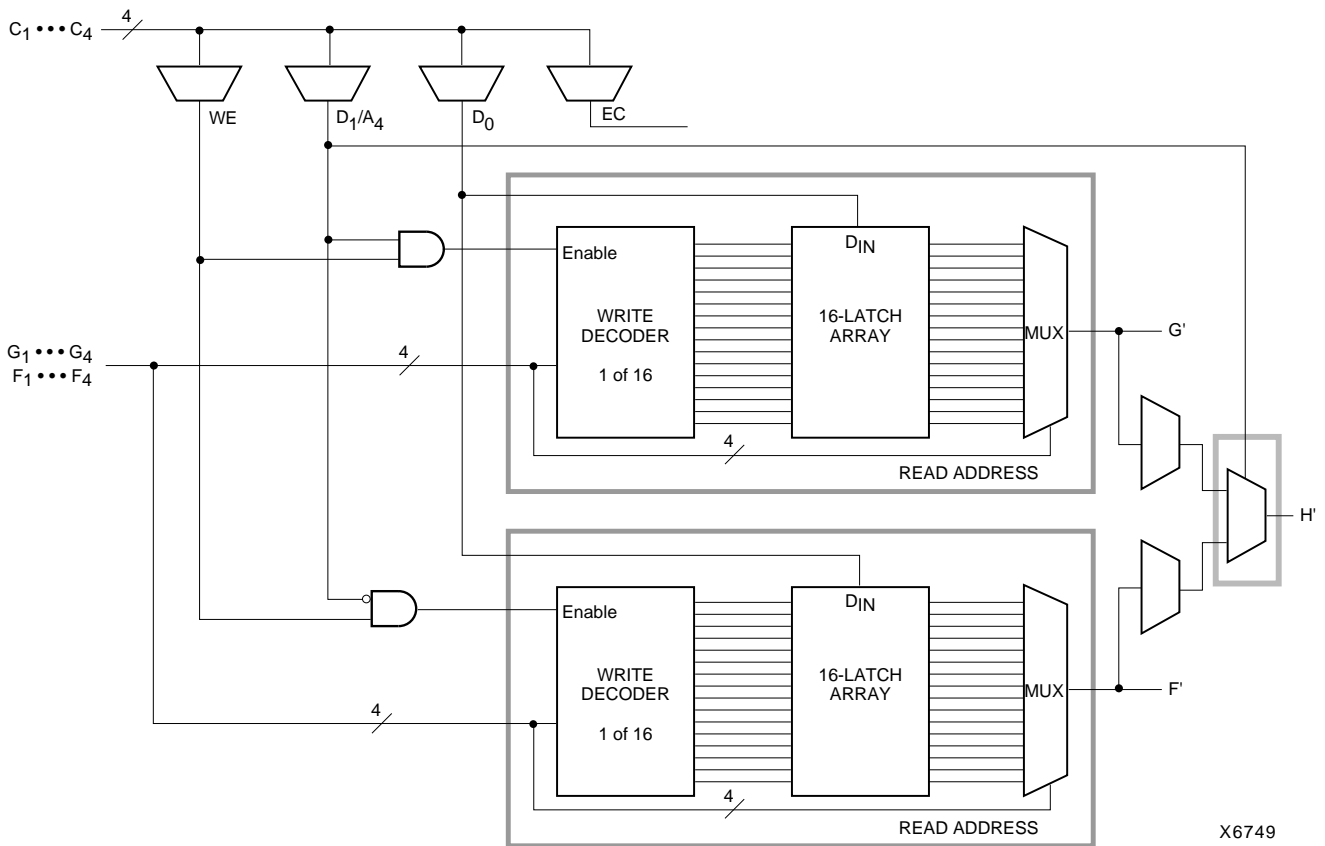 C1 ••• C4
4
WE
D1/A4
D0
EC
Enable
DIN
WRITE
DECODER
16-LATCH
ARRAY
MUX
G'
G1 ••• G4
F1 ••• F4
4
1 of 16
4
READ ADDRESS
H'
Enable
DIN
WRITE
DECODER
16-LATCH
ARRAY
MUX
F'
4
1 of 16
4
READ ADDRESS
X6749